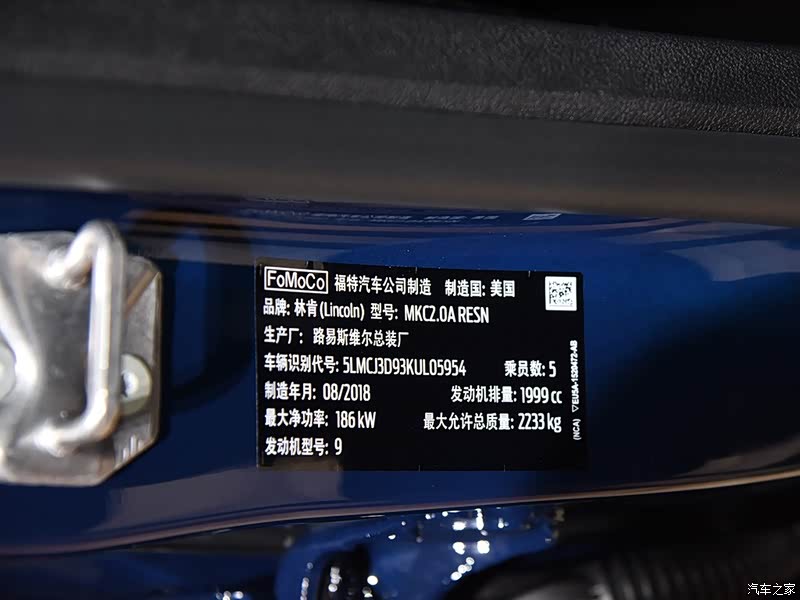 FoMoCo 福特汽车公司制造 制造国: 美国
品牌: 林肯(Lincoln) 型号: MKC2.0A RESN
生产厂: 路易斯维尔总装厂
车辆识别代号: 5LMCJ3D93KUL05954 乘员数: 5
制造年月: 08/2018 发动机排量: 1999 cc
最大净功率: 186 kW 最大允许总质量: 2233 kg
发动机型号: 9
(NCA) ▽EU5A-1520472-AB
汽车之家